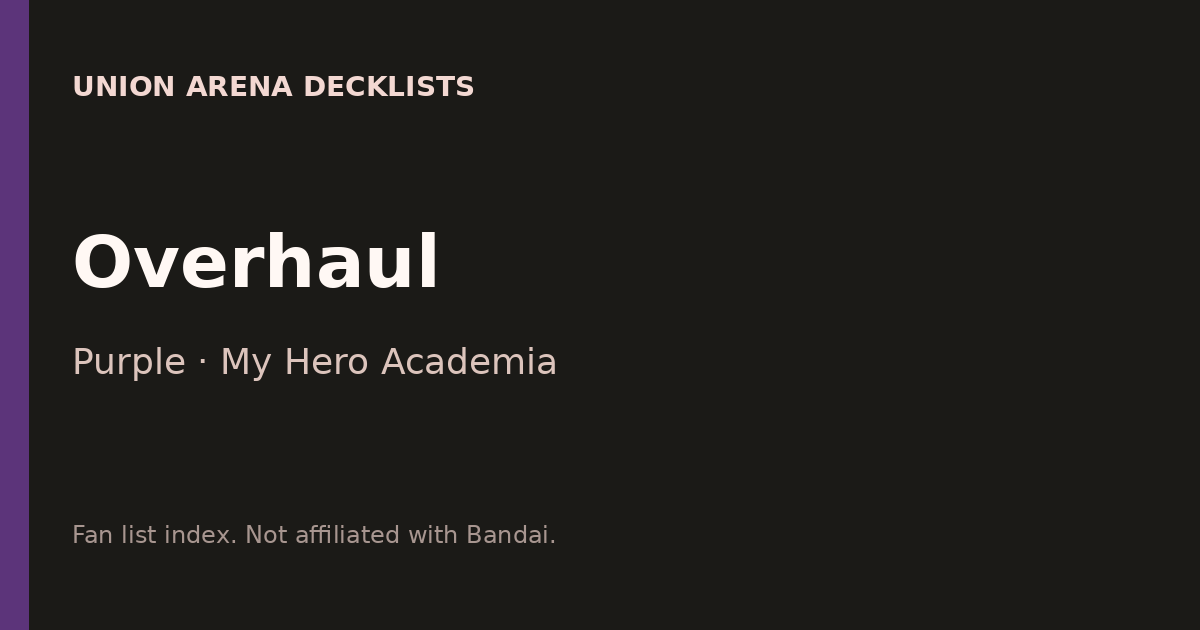 UNION ARENA DECKLISTS
Overhaul
Purple · My Hero Academia
Fan list index. Not affiliated with Bandai.